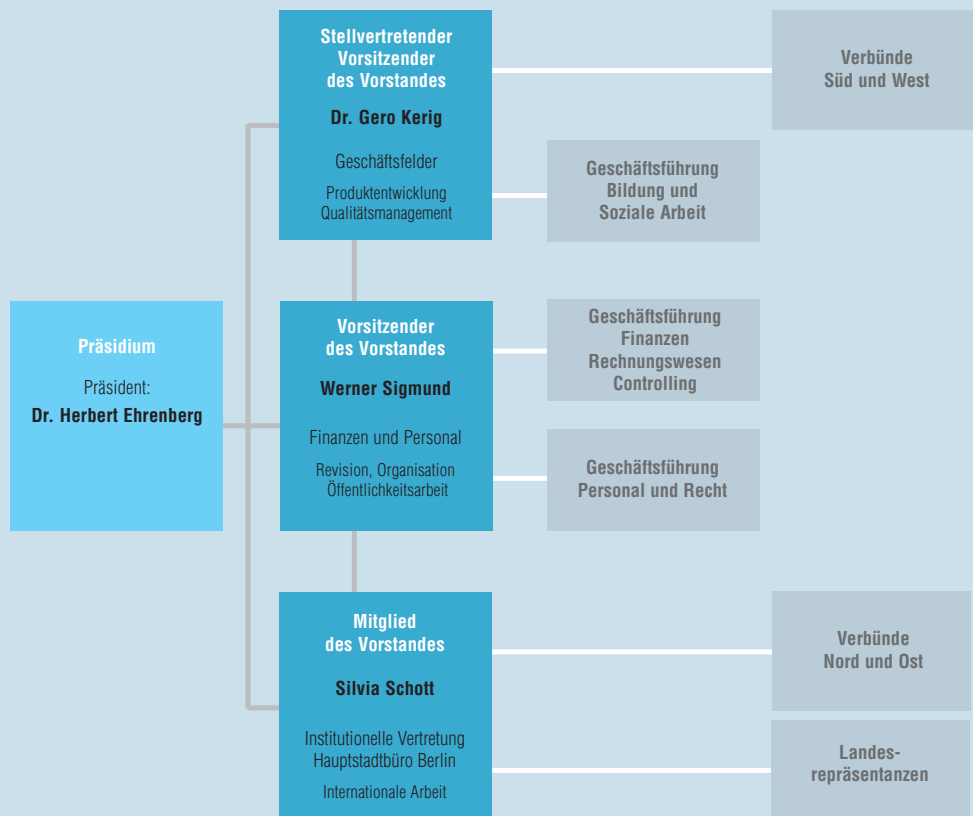 Präsidium
Präsident:
Dr. Herbert Ehrenberg
Stellvertretender
Vorsitzender
des Vorstandes
Dr. Gero Kerig
Geschäftsfelder
Produktentwicklung
Qualitätsmanagement
Verbünde
Süd und West
Geschäftsführung
Bildung und
Soziale Arbeit
Vorsitzender
des Vorstandes
Werner Sigmund
Finanzen und Personal
Revision, Organisation
Öffentlichkeitsarbeit
Geschäftsführung
Finanzen
Rechnungswesen
Controlling
Geschäftsführung
Personal und Recht
Mitglied
des Vorstandes
Silvia Schott
Institutionelle Vertretung
Hauptstadtbüro Berlin
Internationale Arbeit
Verbünde
Nord und Ost
Landes-
repräsentanzen